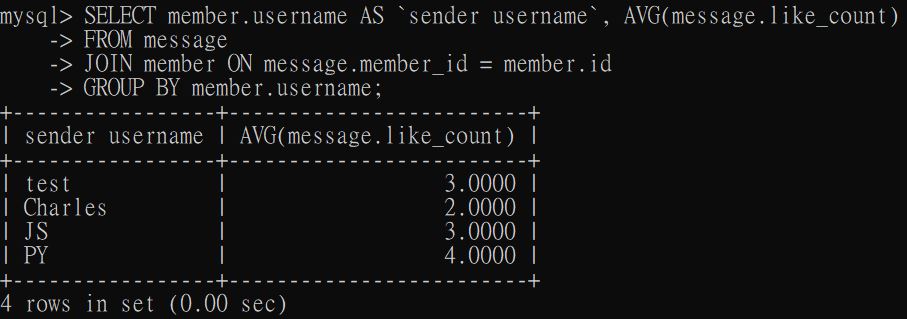 mysql> SELECT member.username AS `sender username`, AVG(message.like_count)
    -> FROM message
    -> JOIN member ON message.member_id = member.id
    -> GROUP BY member.username;
+-----------------+-------------------------+
| sender username | AVG(message.like_count) |
+-----------------+-------------------------+
| test            |                  3.0000 |
| Charles         |                  2.0000 |
| JS              |                  3.0000 |
| PY              |                  4.0000 |
+-----------------+-------------------------+
4 rows in set (0.00 sec)